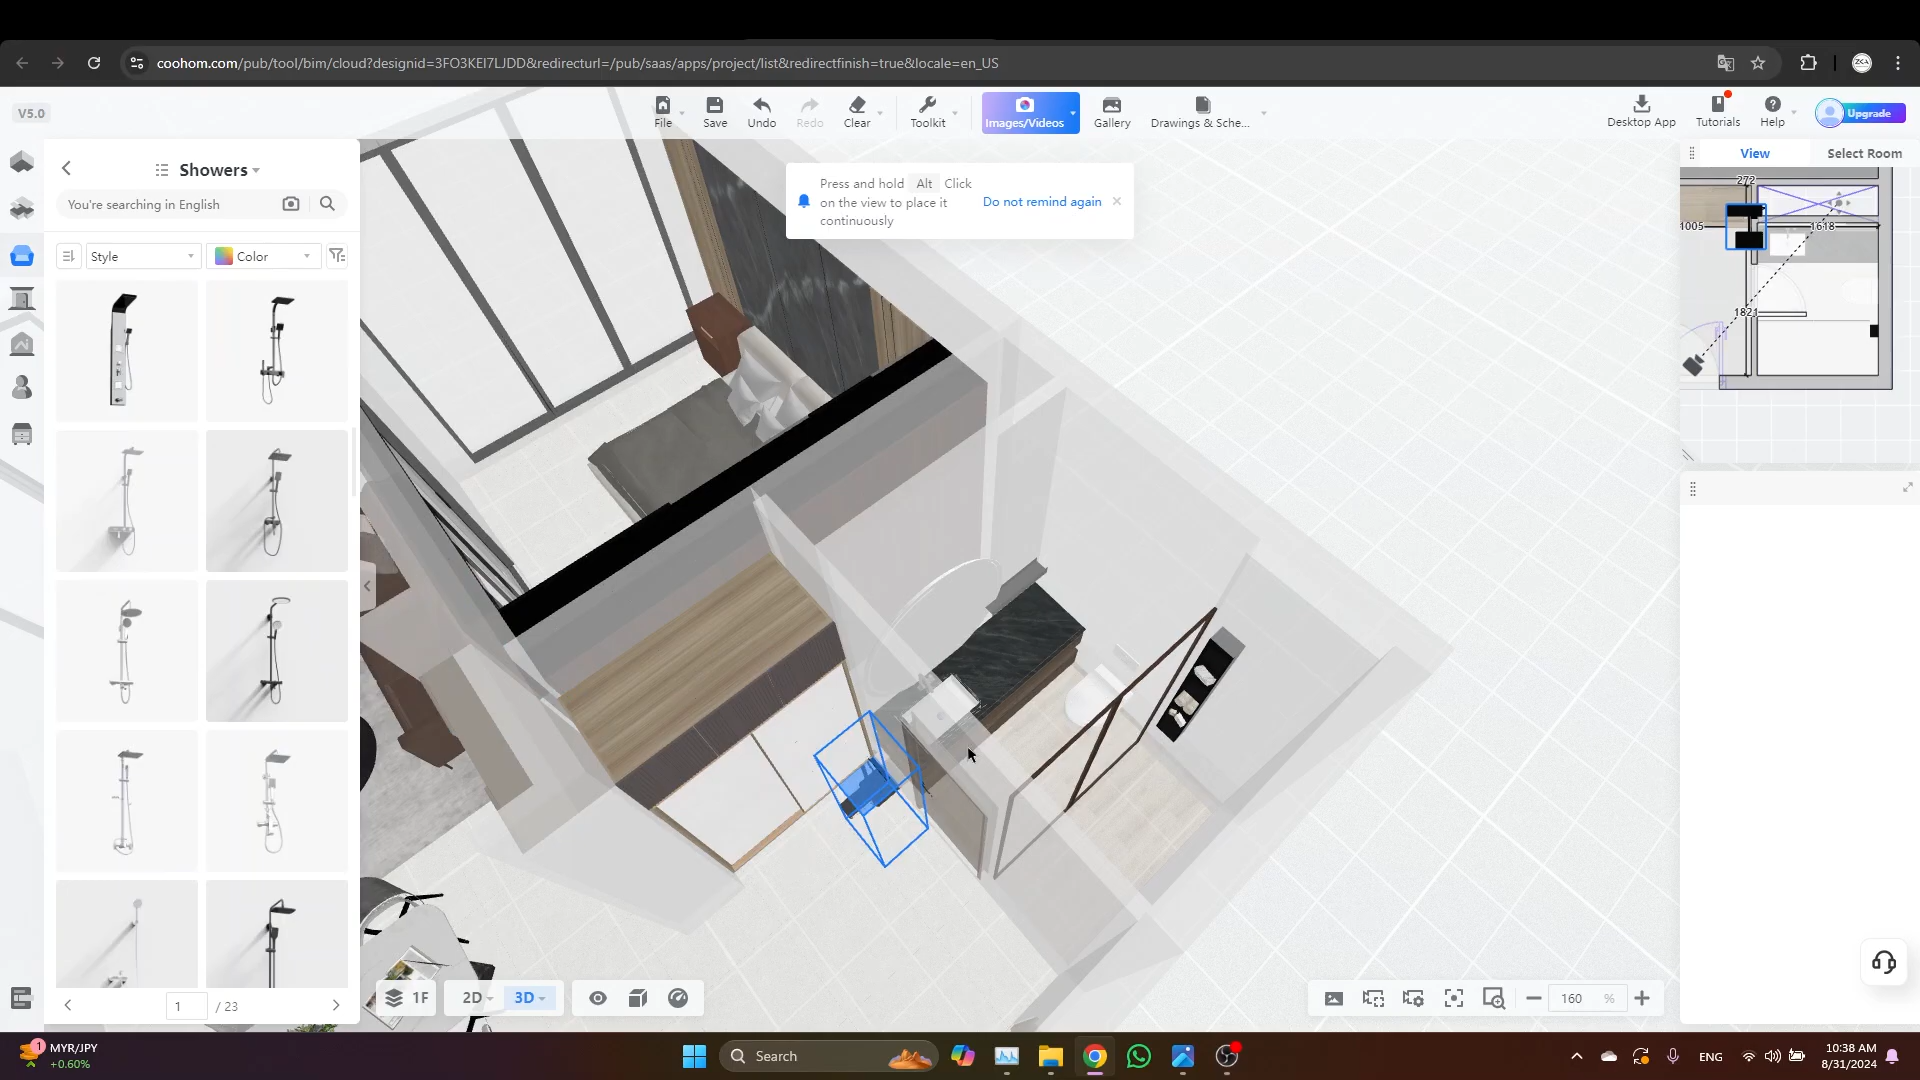 coohom.com/pub/tool/bim/cloud?designid=3FO3KEI7LJDD&redirecturl=/pub/saas/apps/project/list&redirectfinish=true&locale=en_US
V5.0
File
Save
Undo
Redo
Clear
Toolkit
Images/Videos
Gallery
Drawings & Sche...
Desktop App
Tutorials
Help
Upgrade
Showers
You're searching in English
Style
Color
1 / 23
Press and hold Alt Click
on the view to place it
continuously
Do not remind again
View
Select Room
272
1005
1618
1821
1F
2D
3D
160 %
MYR/JPY
+0.60%
1
Search
ENG
10:38 AM
8/31/2024